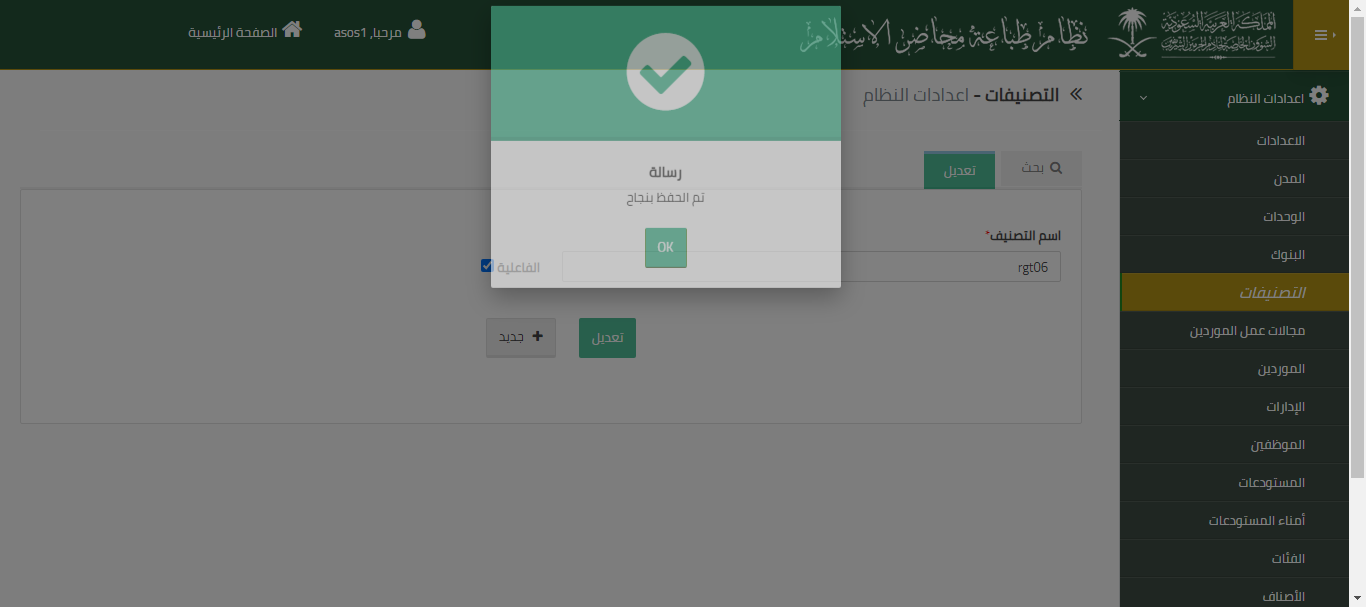 المملكة العربية السعودية
الشؤون الخاصة لخادم الحرمين الشريفين
نظام طباعة محاضر الاستلام
مرحبا, asos1
الصفحة الرئيسية
اعدادات النظام
الاعدادات
المدن
الوحدات
البنوك
التصنيفات
مجالات عمل الموردين
الموردين
الإدارات
الموظفين
المستودعات
أمناء المستودعات
الفئات
الأصناف
التصنيفات - اعدادات النظام
بحث
تعديل
اسم التصنيف*
rgt06
الفاعلية
تعديل
جديد
رسالة
تم الحفظ بنجاح
OK